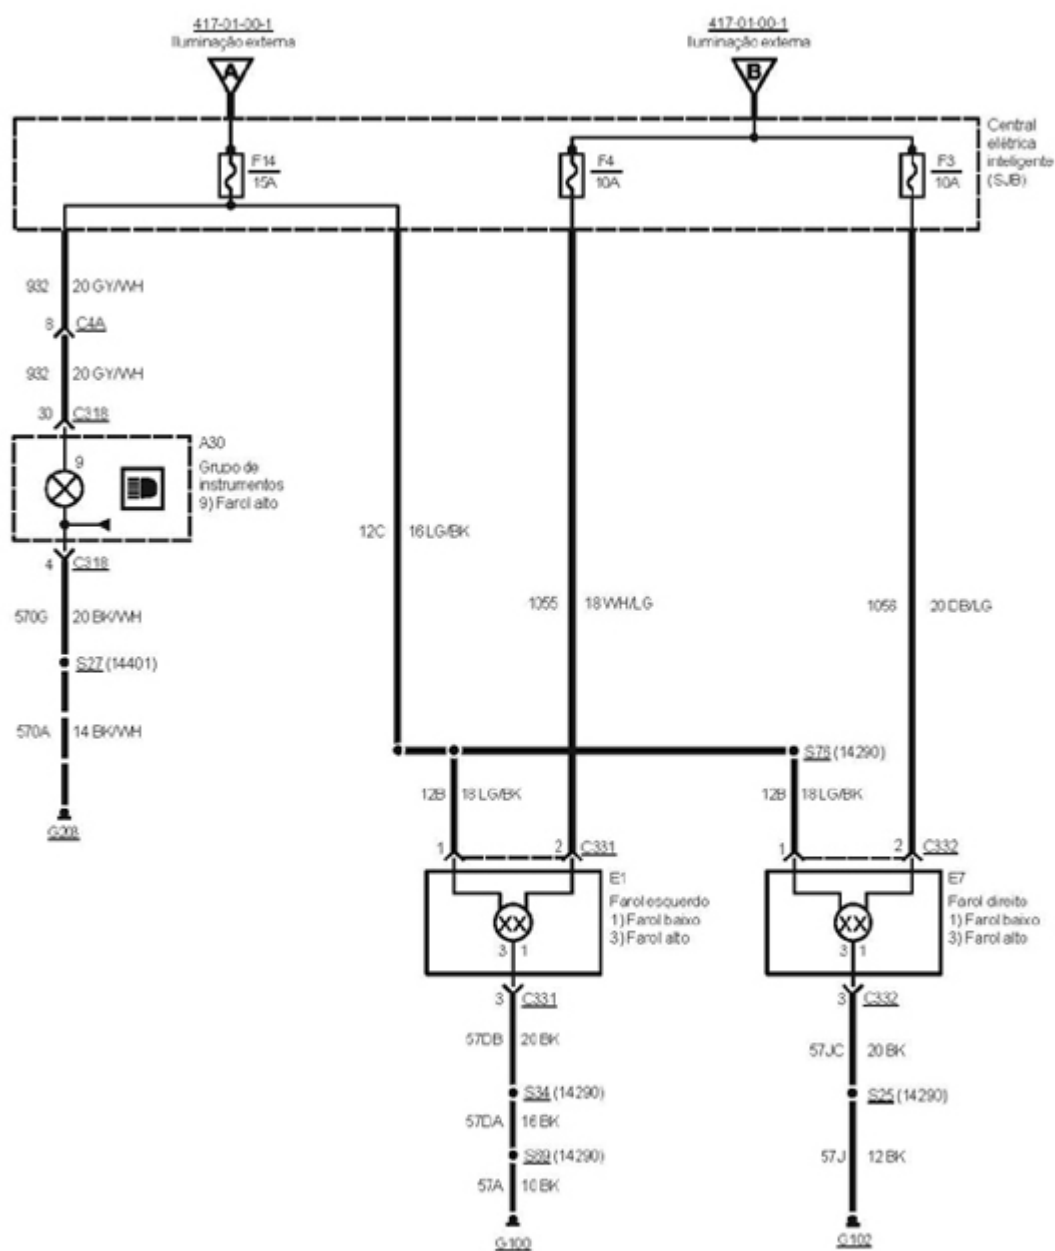 417-01-00-1
Iluminação externa
A
417-01-00-1
Iluminação externa
B
Central
elétrica
inteligente
(SJB)
F14
15A
F4
10A
F3
10A
932
20 GY/WH
8
C4A
932
20 GY/WH
30
C318
A30
Grupo de
instrumentos
9) Farol alto
9
4
C318
12C
16 LG/BK
570G
20 BK/WH
1055
18 WH/LG
1056
20 DB/LG
S27 (14401)
570A
14 BK/WH
G203
S76 (14290)
12B
18 LG/BK
12B
18 LG/BK
1
2
C331
1
2
C332
E1
Farol esquerdo
1) Farol baixo
3) Farol alto
3
1
E7
Farol direito
1) Farol baixo
3) Farol alto
3
1
3
C331
3
C332
57DB
20 BK
57JC
20 BK
S34 (14290)
S25 (14290)
57DA
16 BK
S69 (14290)
57J
12 BK
57A
10 BK
G100
G102